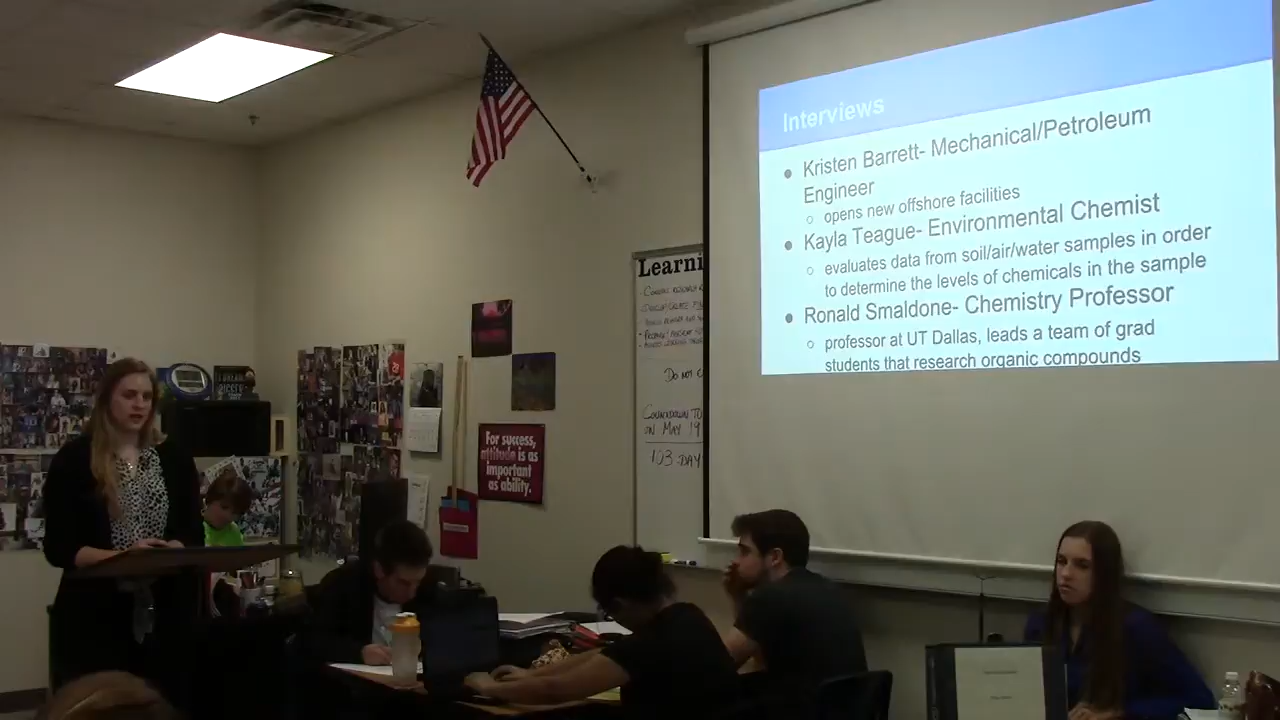 Interviews
Kristen Barrett- Mechanical/Petroleum
Engineer
opens new offshore facilities
Kayla Teague- Environmental Chemist
evaluates data from soil/air/water samples in order
to determine the levels of chemicals in the sample
Ronald Smaldone- Chemistry Professor
professor at UT Dallas, leads a team of grad
students that research organic compounds
Learni
Do not
Countdown to
on May 19
103 day
For success,
attitude is as
important
as ability.